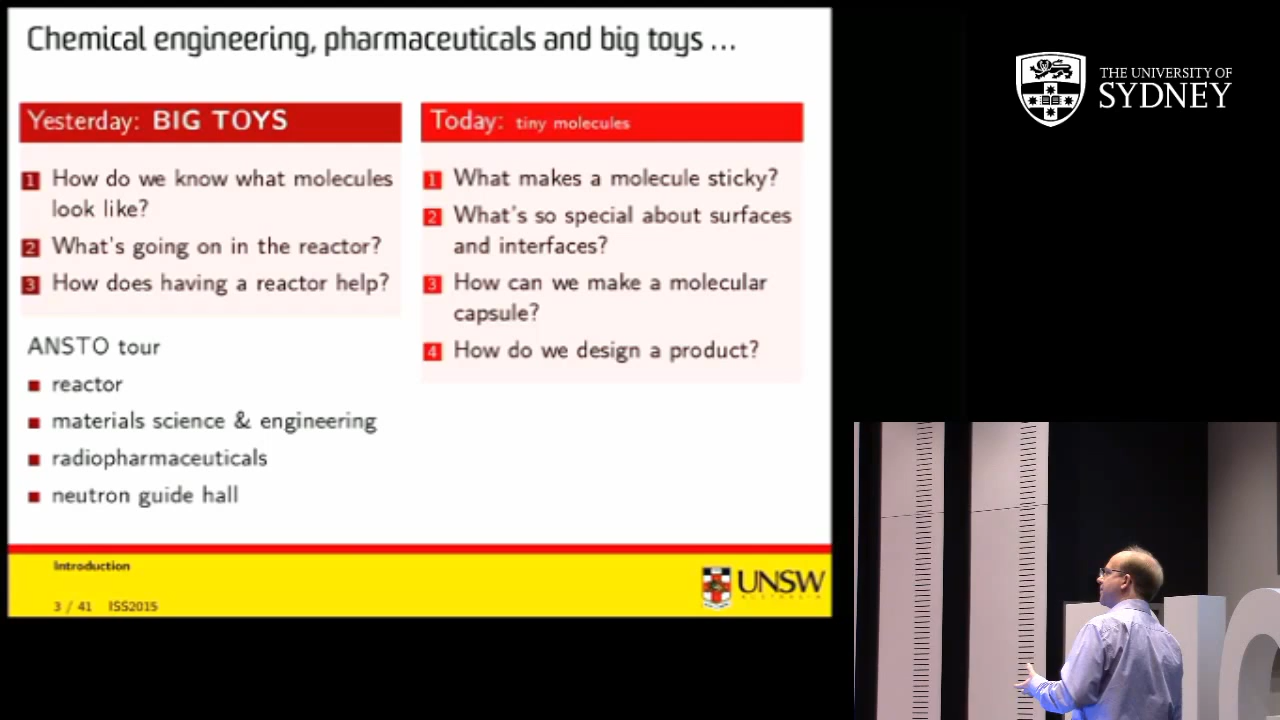 Chemical engineering, pharmaceuticals and big toys ...
Yesterday: BIG TOYS
1 How do we know what molecules
look like?
2 What's going on in the reactor?
3 How does having a reactor help?
ANSTO tour
reactor
materials science & engineering
radiopharmaceuticals
neutron guide hall
Today: tiny molecules
1 What makes a molecule sticky?
2 What's so special about surfaces
and interfaces?
3 How can we make a molecular
capsule?
4 How do we design a product?
Introduction
3 / 41 ISS2015
UNSW
AUSTRALIA
THE UNIVERSITY OF
SYDNEY